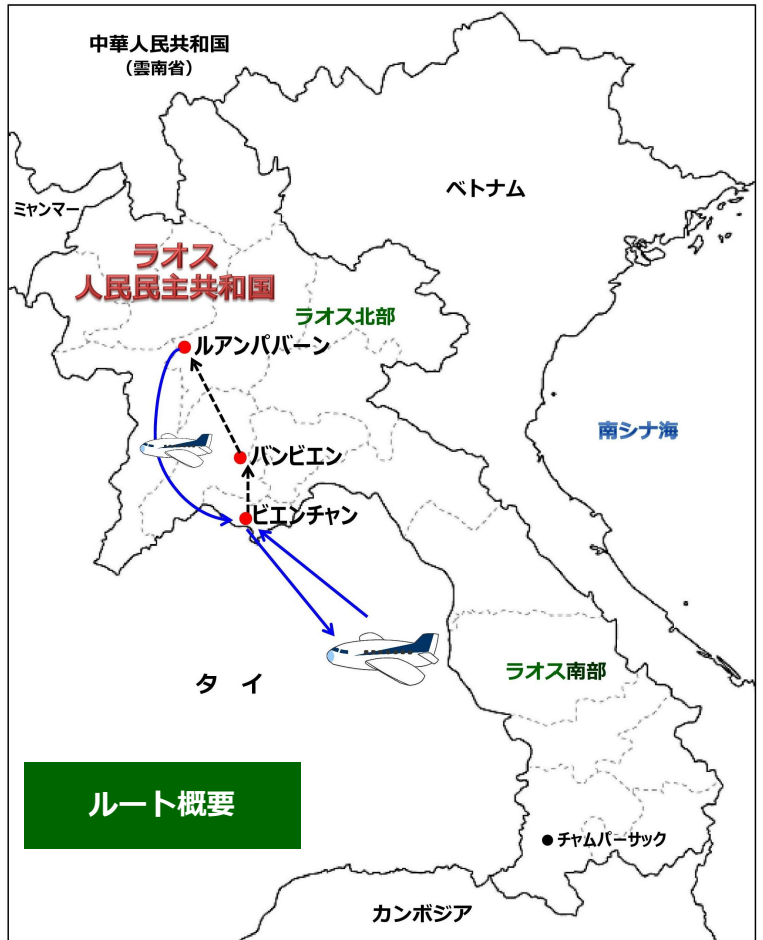 中華人民共和国
（雲南省）
ベトナム
ミャンマー
ラオス
人民民主共和国
ラオス北部
ルアンパバーン
南シナ海
バンビエン
ビエンチャン
ラオス南部
タ イ
ルート概要
チャムパーサック
カンボジア